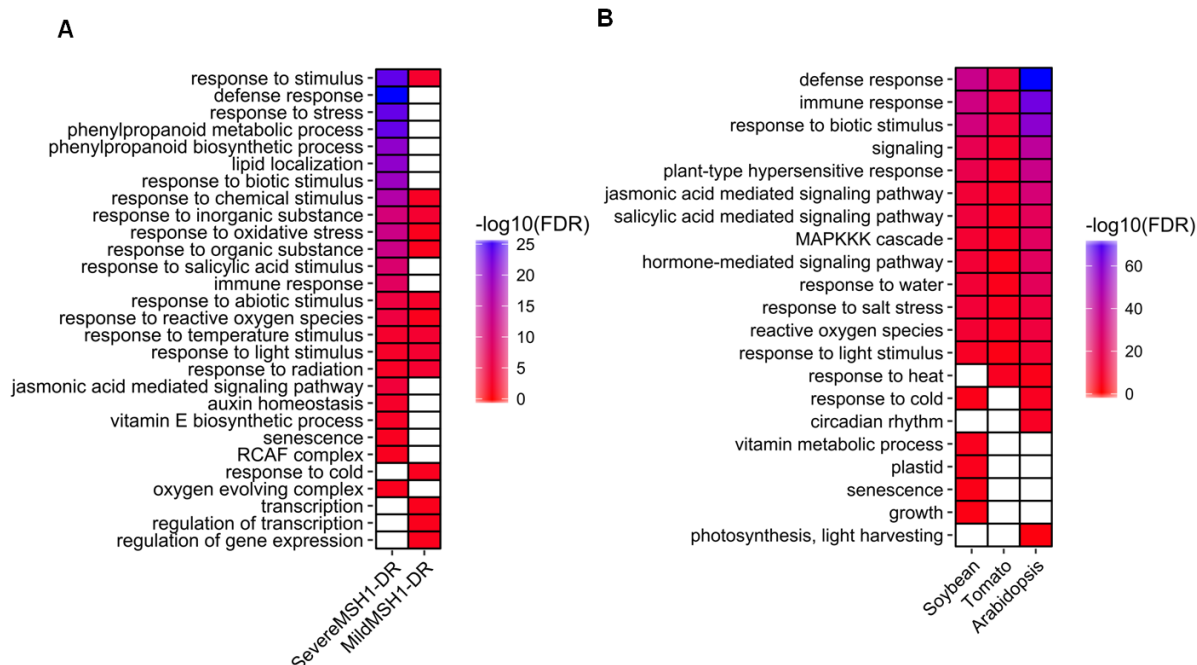 A
response to stimulus
defense response
response to stress
phenylpropanoid metabolic process
phenylpropanoid biosynthetic process
lipid localization
response to biotic stimulus
response to chemical stimulus
response to inorganic substance
response to oxidative stress
response to organic substance
response to salicylic acid stimulus
immune response
response to abiotic stimulus
response to reactive oxygen species
response to temperature stimulus
response to light stimulus
response to radiation
jasmonic acid mediated signaling pathway
auxin homeostasis
vitamin E biosynthetic process
senescence
RCAF complex
response to cold
oxygen evolving complex
transcription
regulation of transcription
regulation of gene expression
SevereMSH1-DR
MildMSH1-DR
-log10(FDR)
25
20
15
10
5
0
B
defense response
immune response
response to biotic stimulus
signaling
plant-type hypersensitive response
jasmonic acid mediated signaling pathway
salicylic acid mediated signaling pathway
MAPKKK cascade
hormone-mediated signaling pathway
response to water
response to salt stress
reactive oxygen species
response to light stimulus
response to heat
response to cold
circadian rhythm
vitamin metabolic process
plastid
senescence
growth
photosynthesis, light harvesting
Soybean
Tomato
Arabidopsis
-log10(FDR)
60
40
20
0